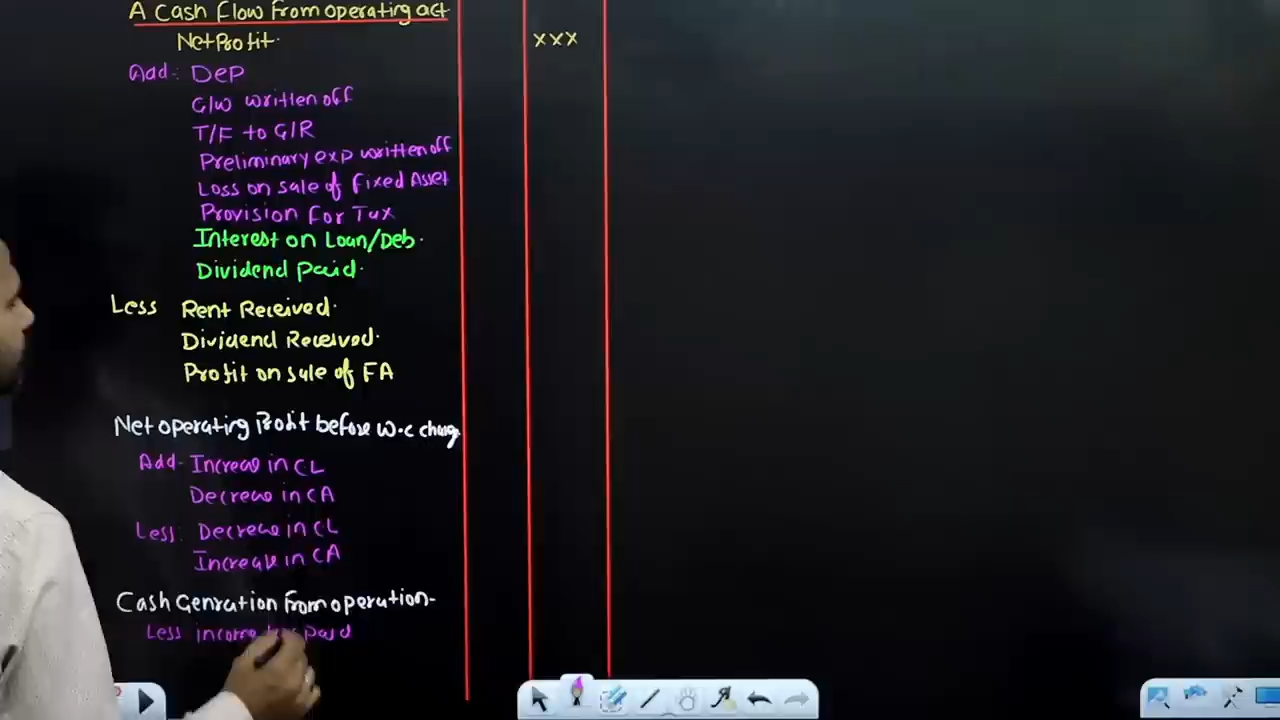 A Cash Flow From operating act
Net Profit. xxx
Add:- Dep
G/w written off
T/F to G/R
Preliminary exp written off
Loss on sale of Fixed Asset
Provision for Tax
Interest on Loan/Deb.
Dividend Paid.
Less Rent Received.
Dividend Received.
Profit on sale of FA
Net operating Profit before w.c
Add- Increase in CL
Decrease in CA
Less: Decrease in CL
Increase in CA
Cash Genration from operation-
Less income paid